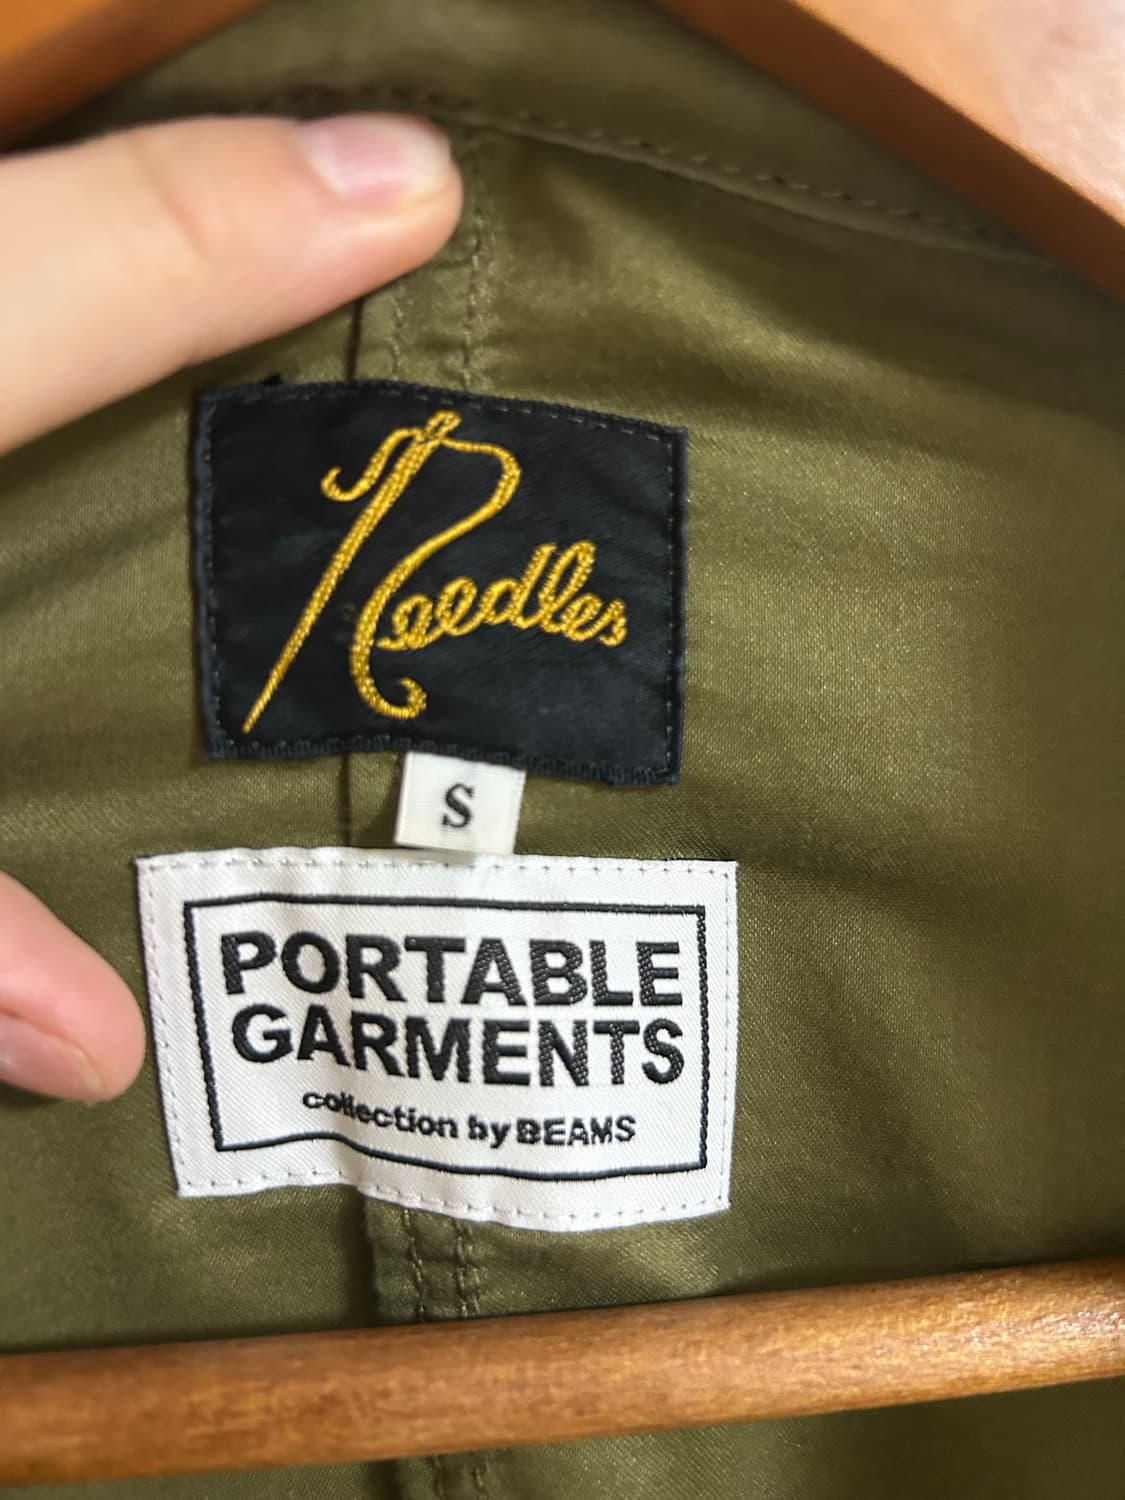 Needles
S
PORTABLE
GARMENTS
collection by BEAMS